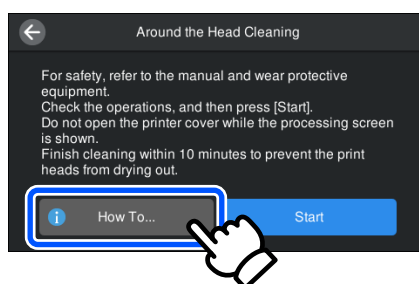 Around the Head Cleaning
For safety, refer to the manual and wear protective
equipment.
Check the operations, and then press [Start].
Do not open the printer cover while the processing screen
is shown.
Finish cleaning within 10 minutes to prevent the print
heads from drying out.
How To...
Start